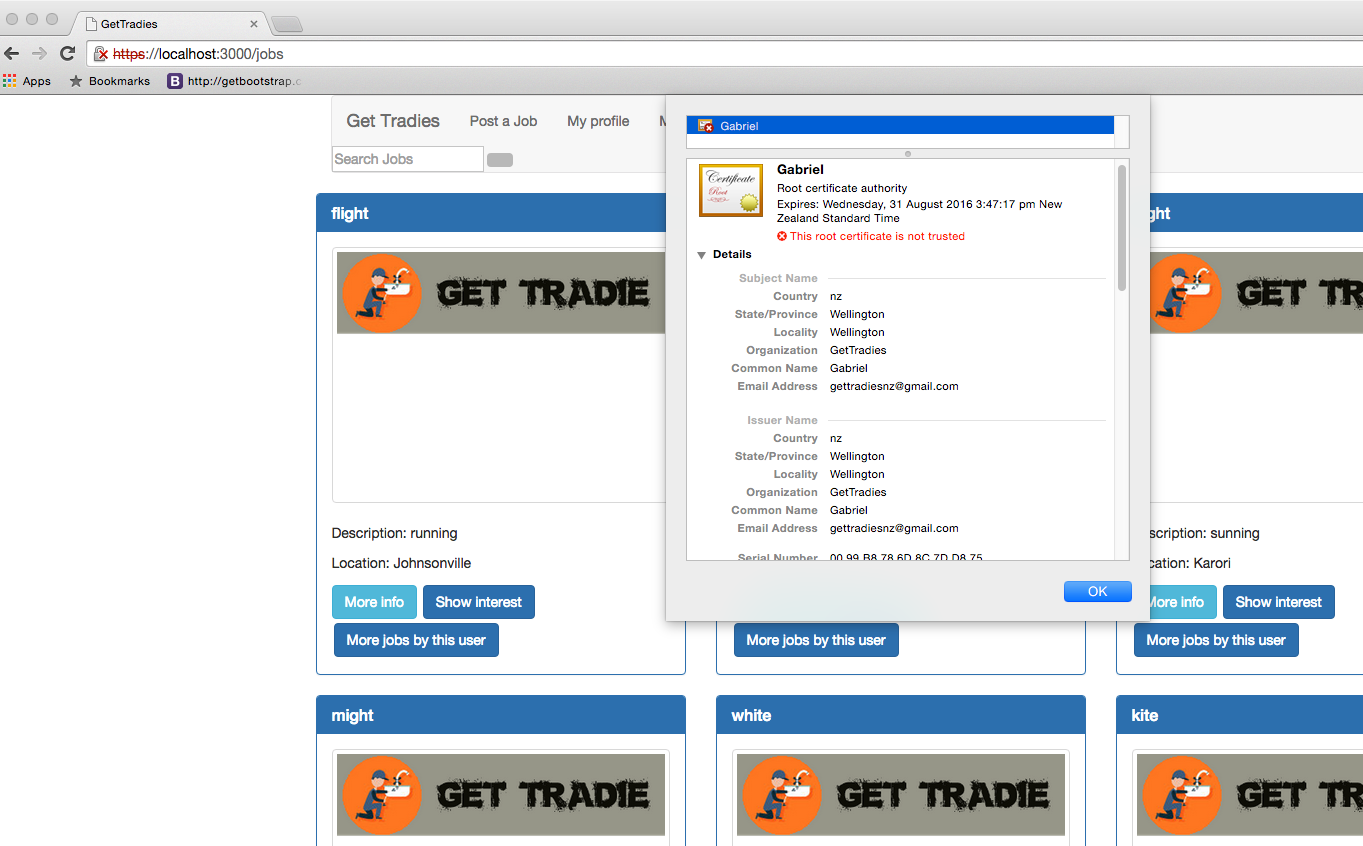 GetTradies
https://localhost:3000/jobs
Apps
Bookmarks
B
http://getbootstrap.c
Get Tradies
Post a Job
My profile
M
Search Jobs
Gabriel
Certificate
Root
Gabriel
Root certificate authority
Expires: Wednesday, 31 August 2016 3:47:17 pm New
Zealand Standard Time
This root certificate is not trusted
Details
Subject Name
Country nz
State/Province Wellington
Locality Wellington
Organization GetTradies
Common Name Gabriel
Email Address gettradiesnz@gmail.com
Issuer Name
Country nz
State/Province Wellington
Locality Wellington
Organization GetTradies
Common Name Gabriel
Email Address gettradiesnz@gmail.com
Serial Number 00 99 B8 78 6D 8C 7D D8 75
OK
flight
GET TRADIE
Description: running
Location: Johnsonville
More info
Show interest
More jobs by this user
More jobs by this user
ght
GET TR
scription: sunning
cation: Karori
More info
Show interest
More jobs by this user
might
GET TRADIE
white
GET TRADIE
kite
GET TR